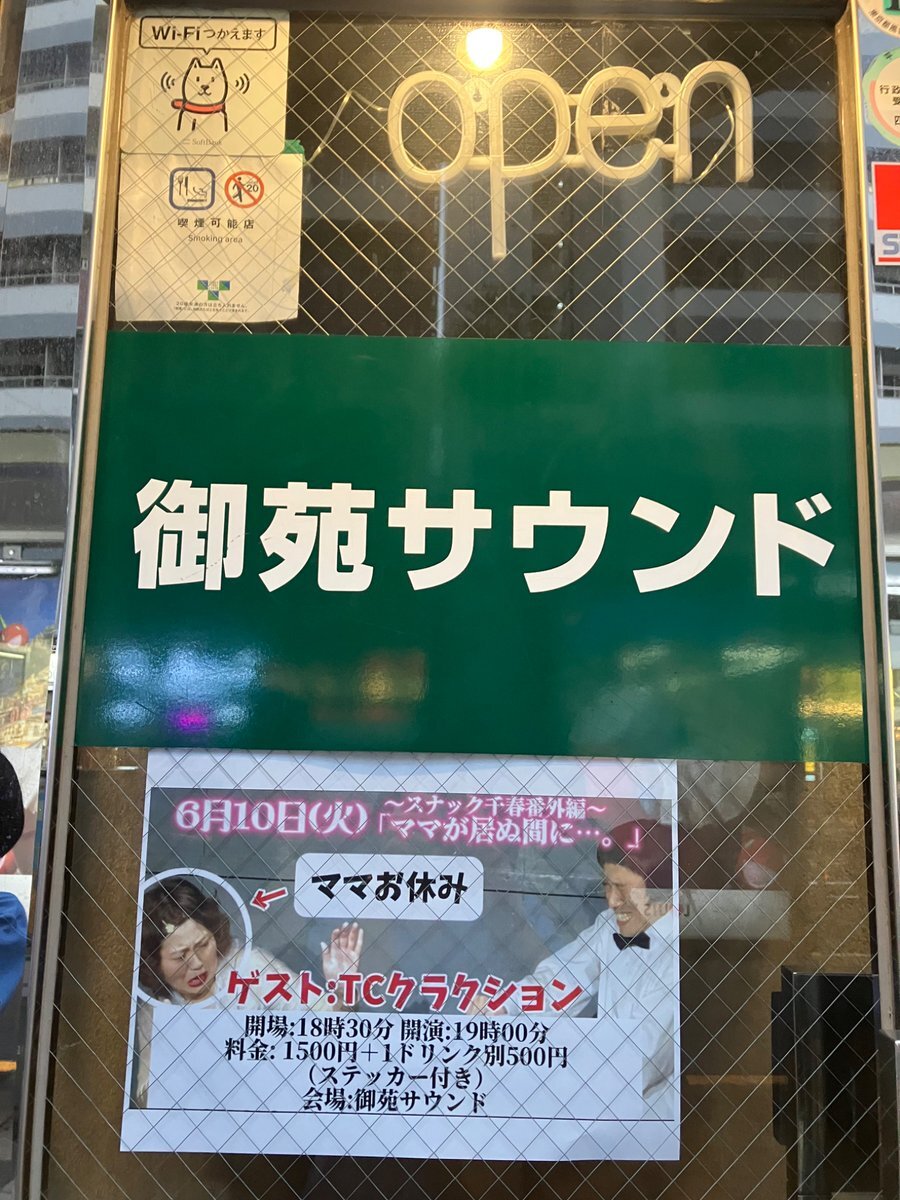 Wi-Fiつかえます
SoftBank
open
20
喫煙可能店
Smoking area
御苑サウンド
6月10日(火)
～スナック千春番外編～
「ママが居ぬ間に…。」
ママお休み
ゲスト:TCクラクション
開場:18時30分 開演:19時00分
料金: 1500円＋1ドリンク別500円
（ステッカー付き）
会場:御苑サウンド